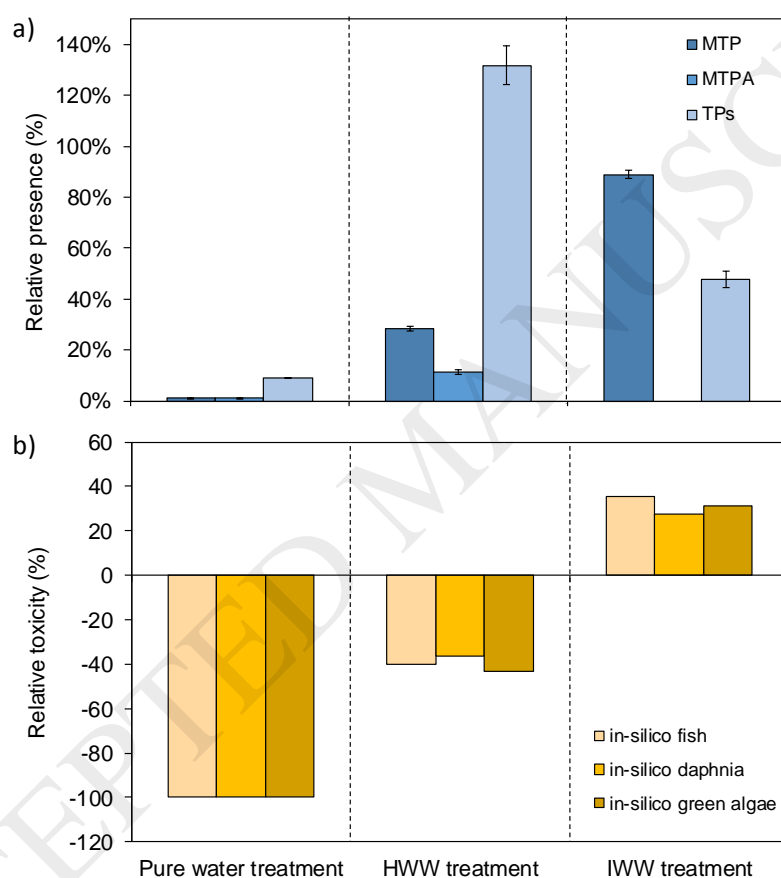 a)
Relative presence (%)
140%
120%
100%
80%
60%
40%
20%
0%
MTP
MTPA
TPs
b)
Relative toxicity (%)
60
40
20
0
-20
-40
-60
-80
-100
-120
in-silico fish
in-silico daphnia
in-silico green algae
Pure water treatment HWW treatment IWW treatment
EPTED MANUSC